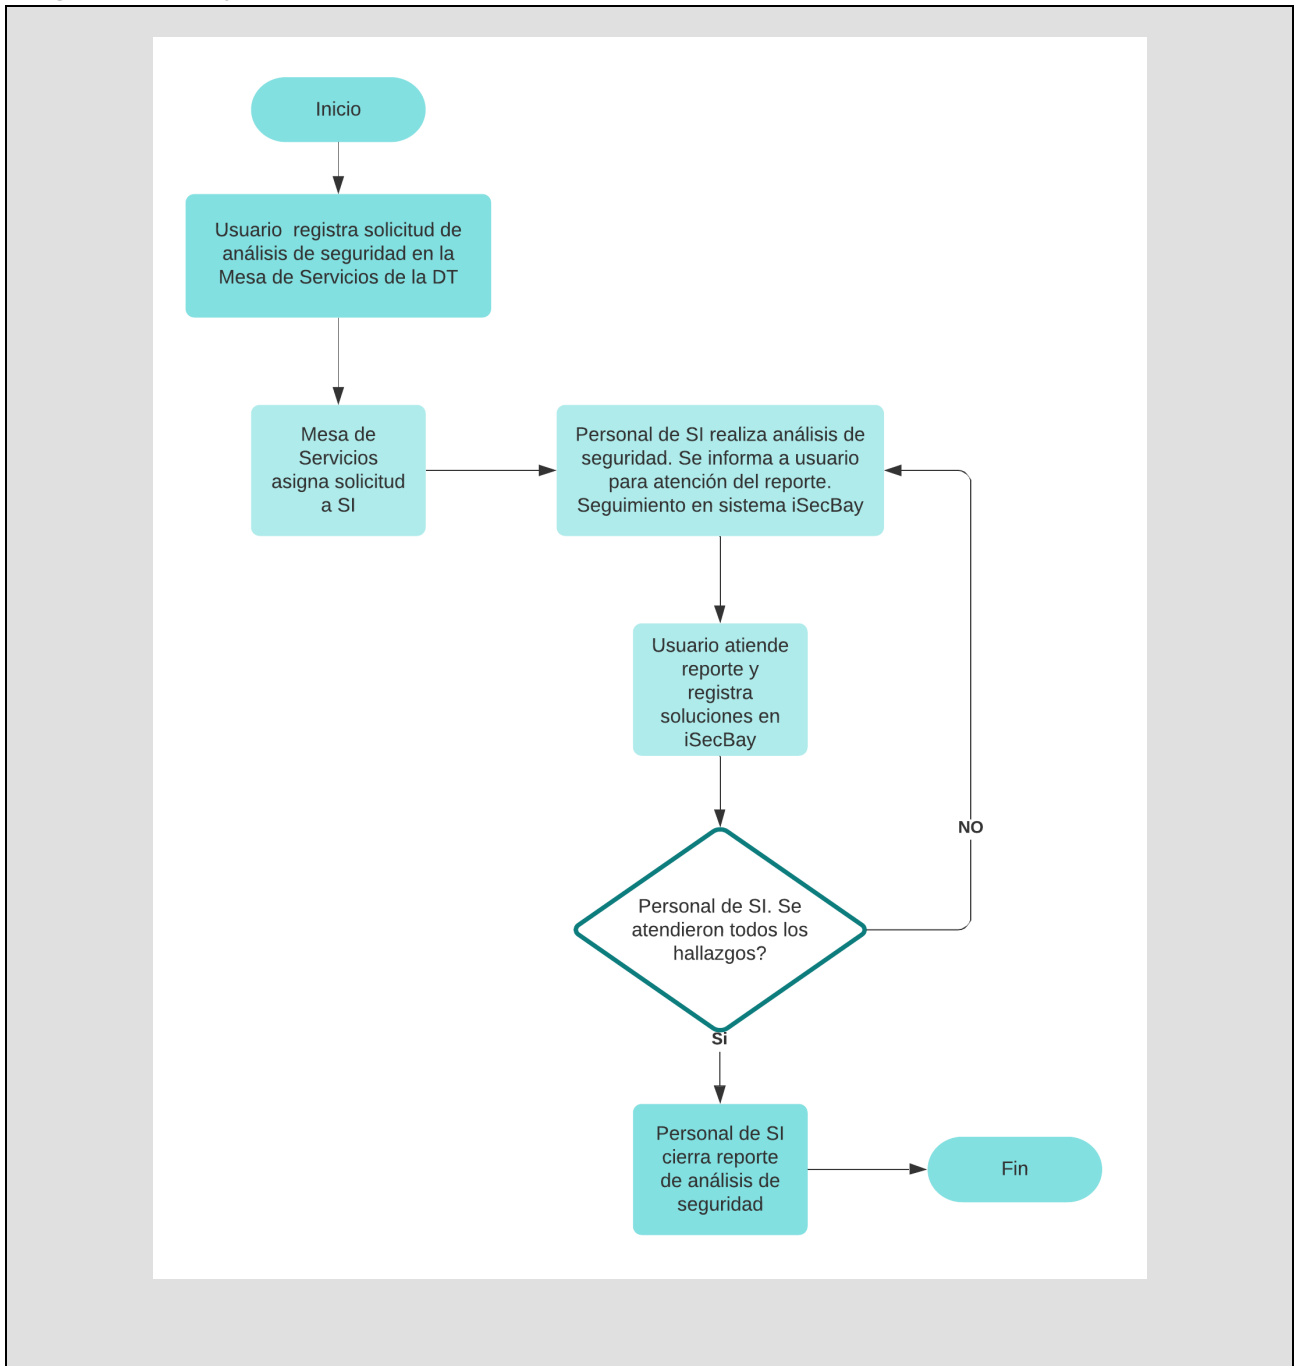 Inicio
Usuario  registra solicitud de
análisis de seguridad en la
Mesa de Servicios de la DT
Mesa de
Servicios
asigna solicitud
a SI
Personal de SI realiza análisis de
seguridad. Se informa a usuario
para atención del reporte.
Seguimiento en sistema iSecBay
Usuario atiende
reporte y
registra
soluciones en
iSecBay
NO
Personal de SI. Se
atendieron todos los
hallazgos?
Si
Personal de SI
cierra reporte
de análisis de
seguridad
Fin